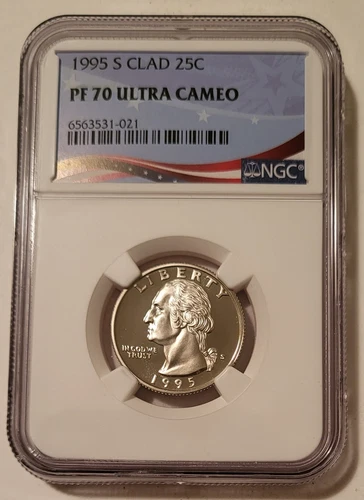 1995 S CLAD 25C
PF 70 ULTRA CAMEO
6563531-021
NGC®
LIBERTY
IN GOD WE
TRUST
S
1995